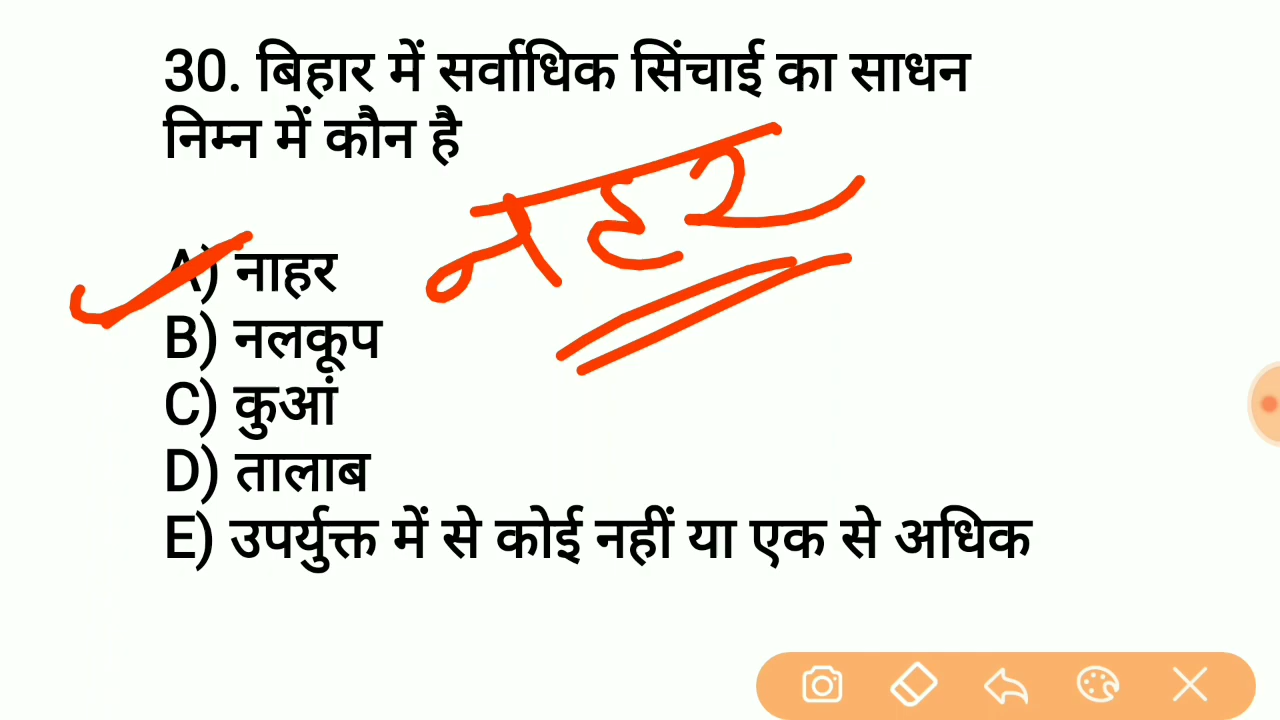 30. बिहार में सर्वाधिक सिंचाई का साधन
निम्न में कौन है
नहर
A) नाहर
B) नलकूप
C) कुआं
D) तालाब
E) उपर्युक्त में से कोई नहीं या एक से अधिक